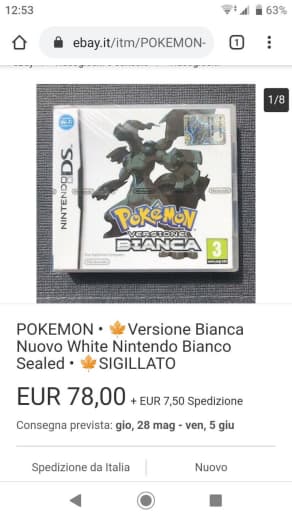 12:53
63%
ebay.it/itm/POKEMON-
1
1/8
NINTENDO DS
Nintendo
POKÉMON
VERSIONE
BIANCA
3
Nintendo
POKEMON • 🍁Versione Bianca
Nuovo White Nintendo Bianco
Sealed • 🍁SIGILLATO
EUR 78,00 + EUR 7,50 Spedizione
Consegna prevista: gio, 28 mag - ven, 5 giu
Spedizione da Italia
Nuovo